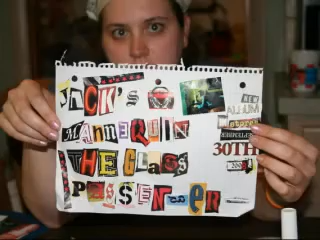 JACK'S
MANNEQUIN
THE GLASS
PASSENGER
NEW
ALBUM
30TH